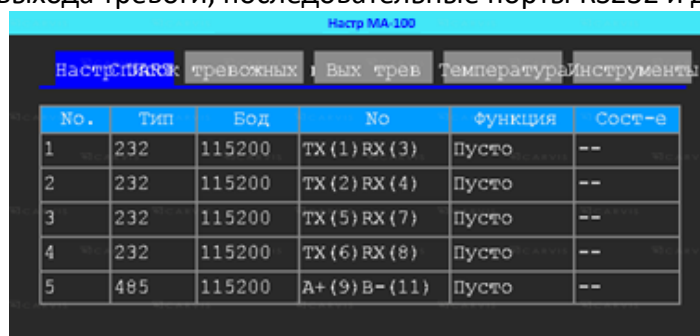 выхода тревоги, последовательные порты RS232 и д
Настр МА-100
Настр UART Список тревожных Вых трев Температура Инструменты
No. Тип Бод No Функция Сост-е
1 232 115200 TX(1)RX(3) Пусто --
2 232 115200 TX(2)RX(4) Пусто --
3 232 115200 TX(5)RX(7) Пусто --
4 232 115200 TX(6)RX(8) Пусто --
5 485 115200 A+(9)B-(11) Пусто --